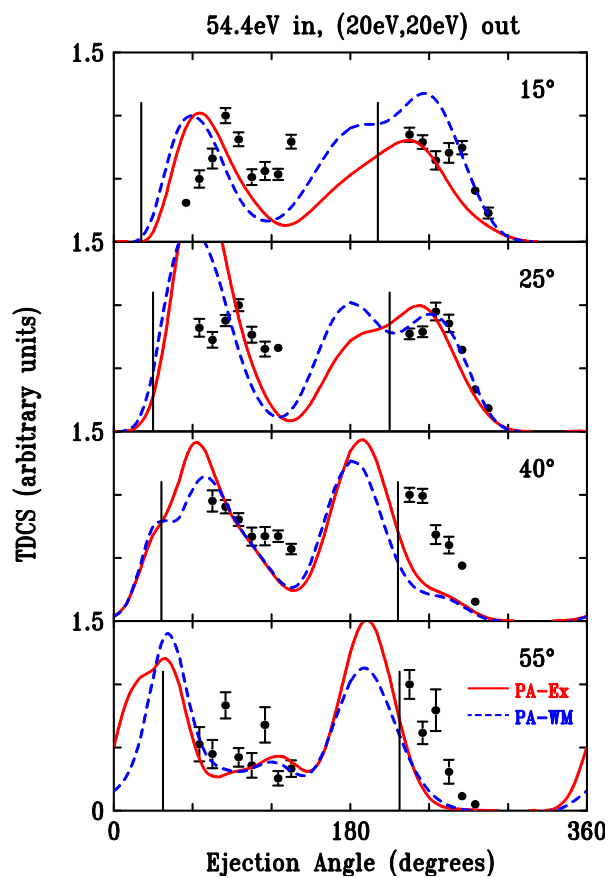 54.4eV in, (20eV,20eV) out
1.5
15°
1.5
25°
1.5
40°
1.5
55°
PA-Ex
PA-WM
0
0 180 360
Ejection Angle (degrees)
TDCS (arbitrary units)